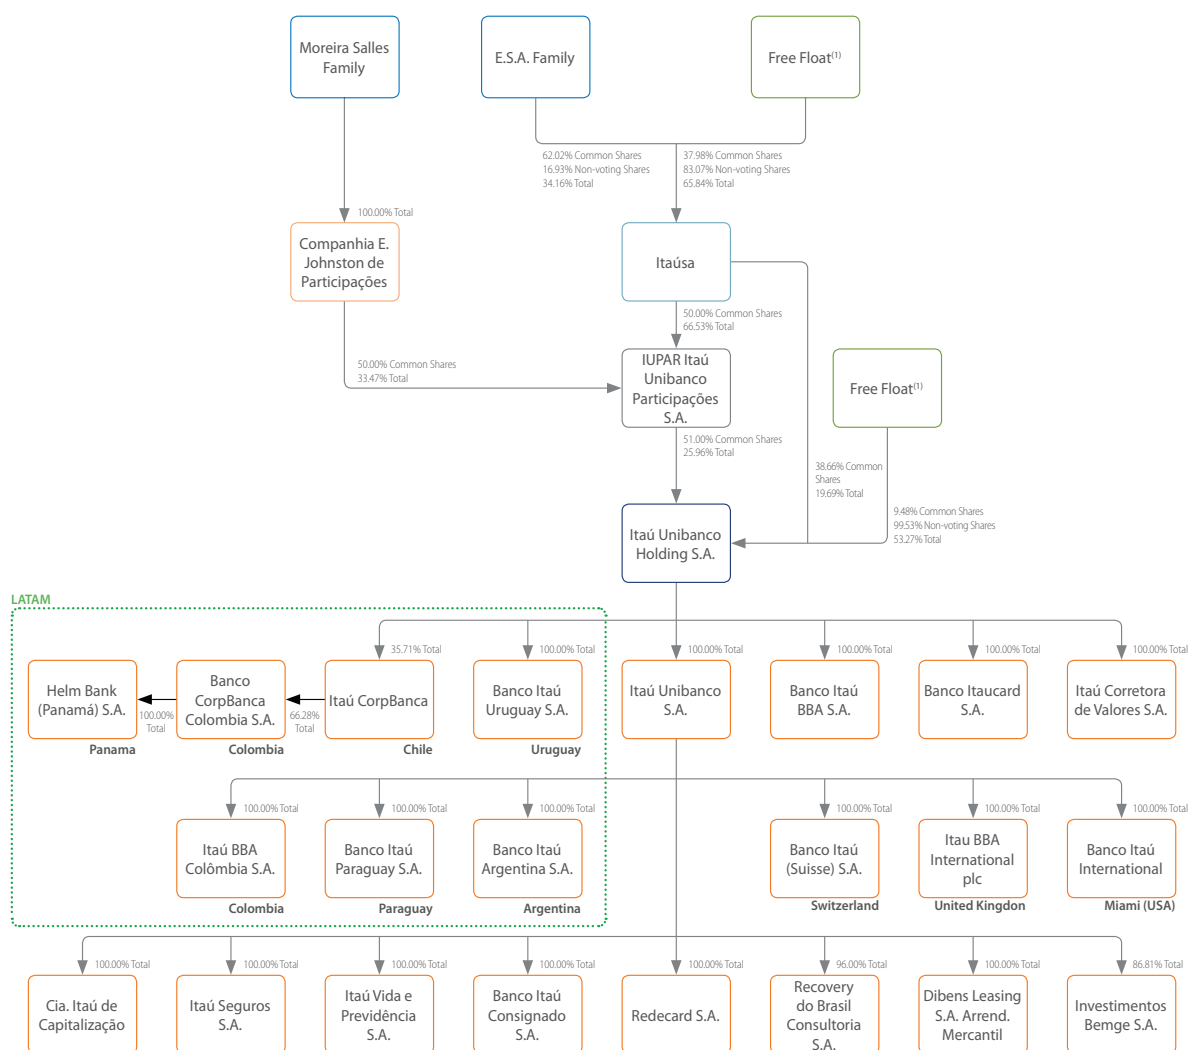 Moreira Salles
Family
E.S.A. Family
Free Float(1)
62.02% Common Shares
16.93% Non-voting Shares
34.16% Total
37.98% Common Shares
83.07% Non-voting Shares
65.84% Total
100.00% Total
Companhia E.
Johnston de
Participações
Itaúsa
50.00% Common Shares
66.53% Total
50.00% Common Shares
33.47% Total
IUPAR Itaú
Unibanco
Participações
S.A.
Free Float(1)
51.00% Common Shares
25.96% Total
38.66% Common
Shares
19.69% Total
9.48% Common Shares
99.53% Non-voting Shares
53.27% Total
Itaú Unibanco
Holding S.A.
LATAM
35.71% Total
100.00% Total
100.00% Total
100.00% Total
100.00% Total
100.00% Total
Helm Bank
(Panamá) S.A.
100.00%
Total
Banco
CorpBanca
Colombia S.A.
66.28%
Total
Itaú CorpBanca
Banco Itaú
Uruguay S.A.
Itaú Unibanco
S.A.
Banco Itaú
BBA S.A.
Banco Itaucard
S.A.
Itaú Corretora
de Valores S.A.
Panama
Colombia
Chile
Uruguay
100.00% Total
100.00% Total
100.00% Total
100.00% Total
100.00% Total
100.00% Total
Itaú BBA
Colômbia S.A.
Banco Itaú
Paraguay S.A.
Banco Itaú
Argentina S.A.
Banco Itaú
(Suisse) S.A.
Itau BBA
International
plc
Banco Itaú
International
Colombia
Paraguay
Argentina
Switzerland
United Kingdon
Miami (USA)
100.00% Total
100.00% Total
100.00% Total
100.00% Total
100.00% Total
96.00% Total
100.00% Total
86.81% Total
Cia. Itaú de
Capitalização
Itaú Seguros
S.A.
Itaú Vida e
Previdência
S.A.
Banco Itaú
Consignado
S.A.
Redecard S.A.
Recovery
do Brasil
Consultoria
S.A.
Dibens Leasing
S.A. Arrend.
Mercantil
Investimentos
Bemge S.A.